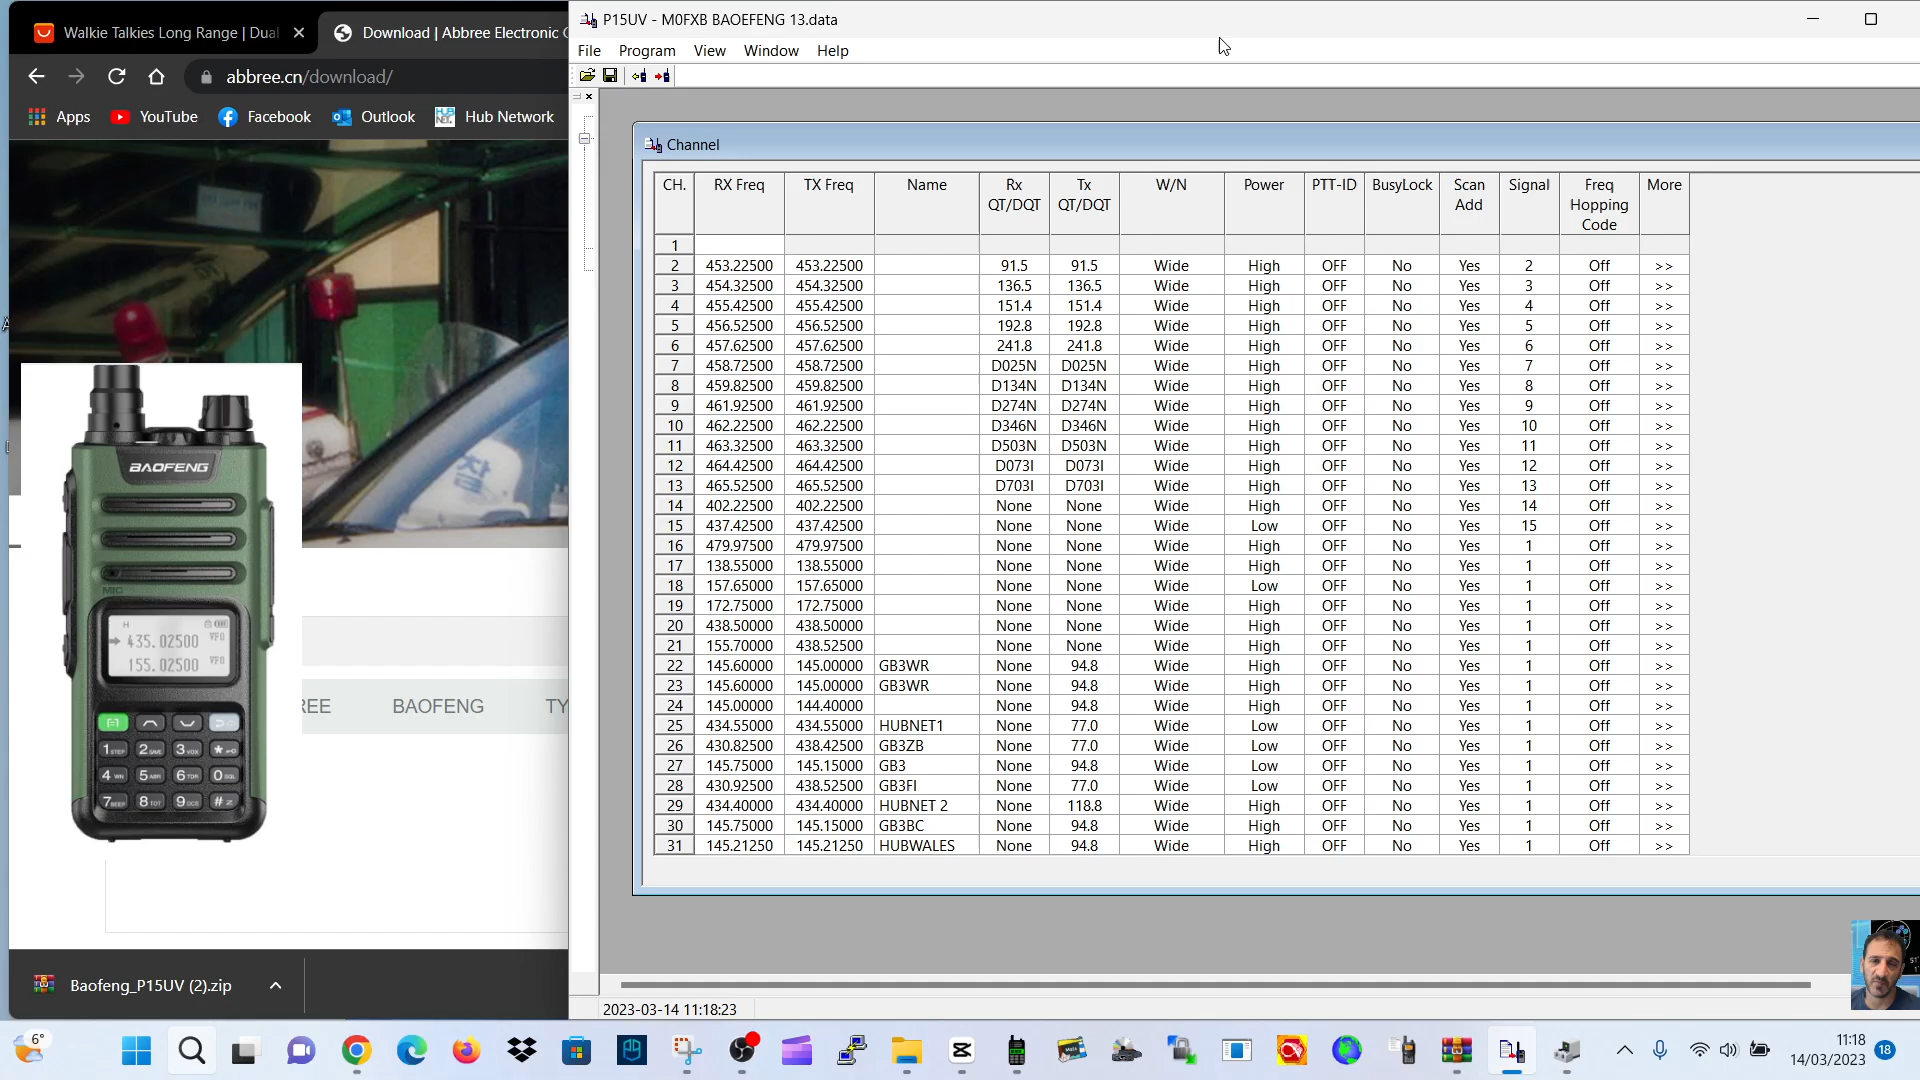 Walkie Talkies Long Range | Dual
Download | Abbree Electronic C
abbree.cn/download/
Apps YouTube Facebook Outlook Hub Network
BAOFENG
MIC
H
435.02500 VFO
155.02500 VFO
REE BAOFENG TY
Baofeng_P15UV (2).zip
P15UV - M0FXB BAOEFENG 13.data
File Program View Window Help
Channel
CH. RX Freq TX Freq Name Rx QT/DQT Tx QT/DQT W/N Power PTT-ID BusyLock Scan Add Signal Freq Hopping Code More
1
2 453.22500 453.22500 91.5 91.5 Wide High OFF No Yes 2 Off >>
3 454.32500 454.32500 136.5 136.5 Wide High OFF No Yes 3 Off >>
4 455.42500 455.42500 151.4 151.4 Wide High OFF No Yes 4 Off >>
5 456.52500 456.52500 192.8 192.8 Wide High OFF No Yes 5 Off >>
6 457.62500 457.62500 241.8 241.8 Wide High OFF No Yes 6 Off >>
7 458.72500 458.72500 D025N D025N Wide High OFF No Yes 7 Off >>
8 459.82500 459.82500 D134N D134N Wide High OFF No Yes 8 Off >>
9 461.92500 461.92500 D274N D274N Wide High OFF No Yes 9 Off >>
10 462.22500 462.22500 D346N D346N Wide High OFF No Yes 10 Off >>
11 463.32500 463.32500 D503N D503N Wide High OFF No Yes 11 Off >>
12 464.42500 464.42500 D073I D073I Wide High OFF No Yes 12 Off >>
13 465.52500 465.52500 D703I D703I Wide High OFF No Yes 13 Off >>
14 402.22500 402.22500 None None Wide High OFF No Yes 14 Off >>
15 437.42500 437.42500 None None Wide Low OFF No Yes 15 Off >>
16 479.97500 479.97500 None None Wide High OFF No Yes 1 Off >>
17 138.55000 138.55000 None None Wide High OFF No Yes 1 Off >>
18 157.65000 157.65000 None None Wide Low OFF No Yes 1 Off >>
19 172.75000 172.75000 None None Wide High OFF No Yes 1 Off >>
20 438.50000 438.50000 None None Wide High OFF No Yes 1 Off >>
21 155.70000 438.52500 None None Wide High OFF No Yes 1 Off >>
22 145.60000 145.00000 GB3WR None 94.8 Wide High OFF No Yes 1 Off >>
23 145.60000 145.00000 GB3WR None 94.8 Wide High OFF No Yes 1 Off >>
24 145.00000 144.40000 None 94.8 Wide High OFF No Yes 1 Off >>
25 434.55000 434.55000 HUBNET1 None 77.0 Wide Low OFF No Yes 1 Off >>
26 430.82500 438.42500 GB3ZB None 77.0 Wide Low OFF No Yes 1 Off >>
27 145.75000 145.15000 GB3 None 94.8 Wide Low OFF No Yes 1 Off >>
28 430.92500 438.52500 GB3FI None 77.0 Wide Low OFF No Yes 1 Off >>
29 434.40000 434.40000 HUBNET 2 None 118.8 Wide High OFF No Yes 1 Off >>
30 145.75000 145.15000 GB3BC None 94.8 Wide High OFF No Yes 1 Off >>
31 145.21250 145.21250 HUBWALES None 94.8 Wide High OFF No Yes 1 Off >>
2023-03-14 11:18:23
6°
11:18
14/03/2023
18